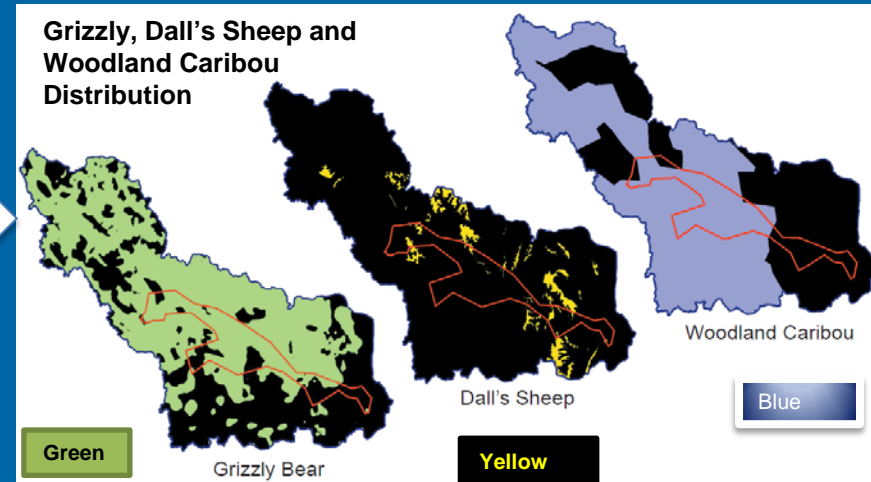 Grizzly, Dall's Sheep and
Woodland Caribou
Distribution
Woodland Caribou
Dall's Sheep
Blue
Green
Yellow
Grizzly Bear